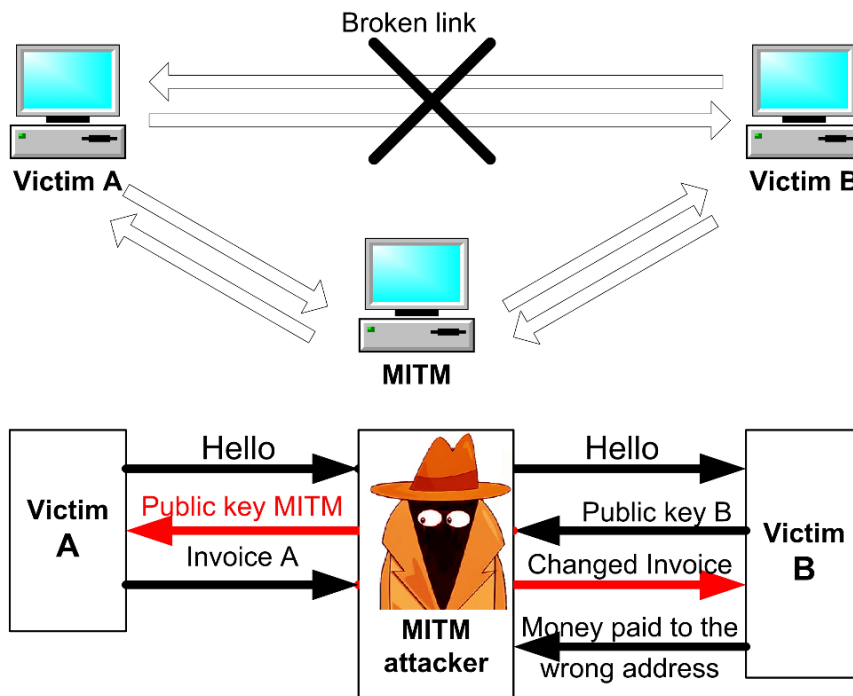 Broken link
Victim A
Victim B
MITM
Hello
Hello
Public key MITM
Public key B
Victim
A
Victim
B
Invoice A
Changed Invoice
MITM
attacker
Money paid to the
wrong address